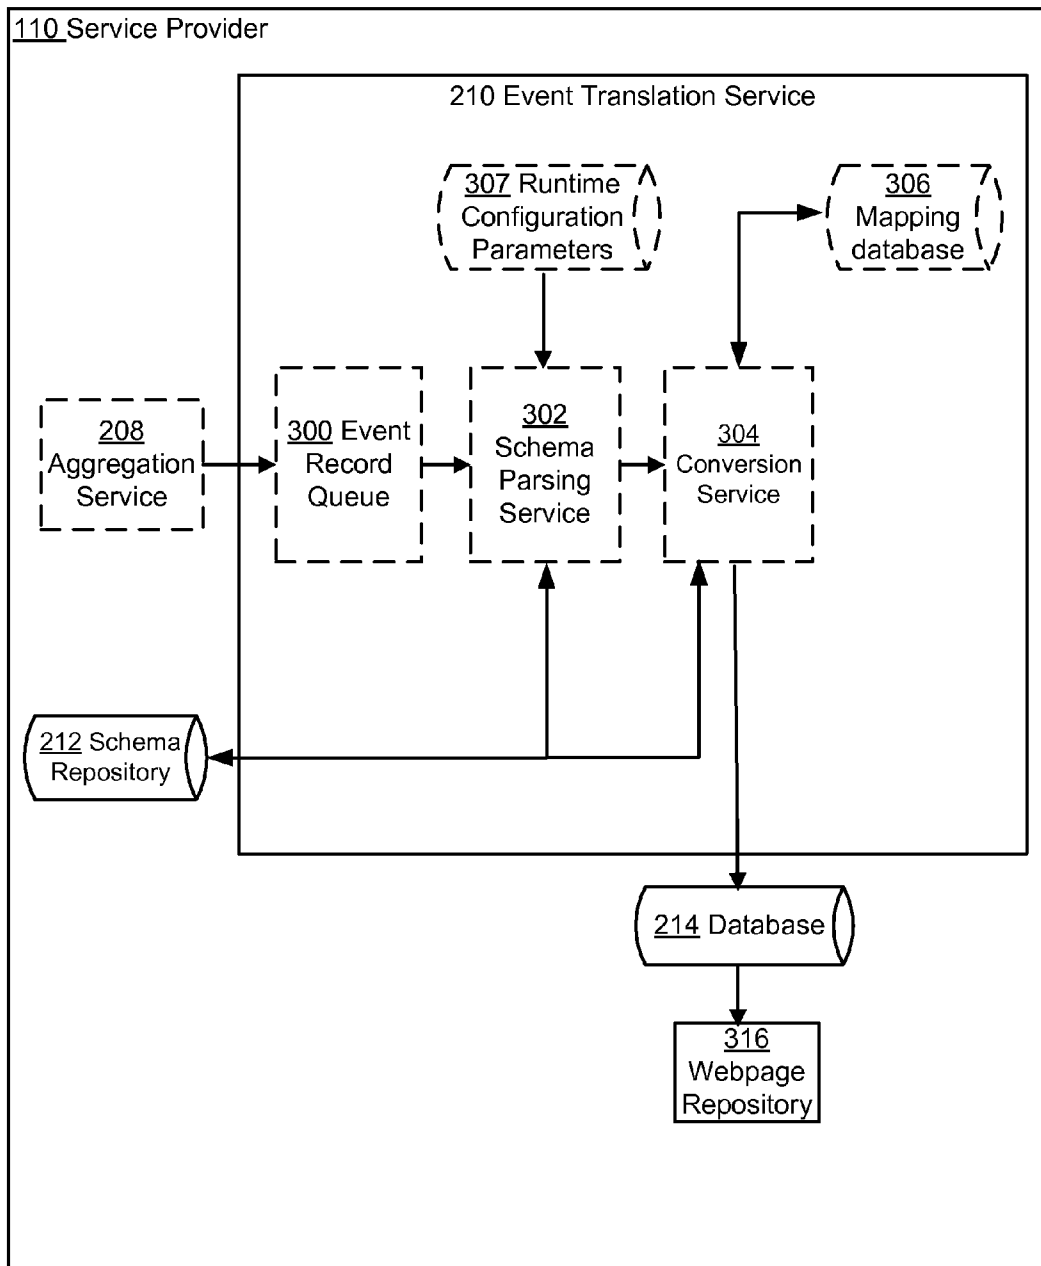 110 Service Provider
210 Event Translation Service
307 Runtime
Configuration
Parameters
306
Mapping
database
208
Aggregation
Service
300 Event
Record
Queue
302
Schema
Parsing
Service
304
Conversion
Service
212 Schema
Repository
214 Database
316
Webpage
Repository